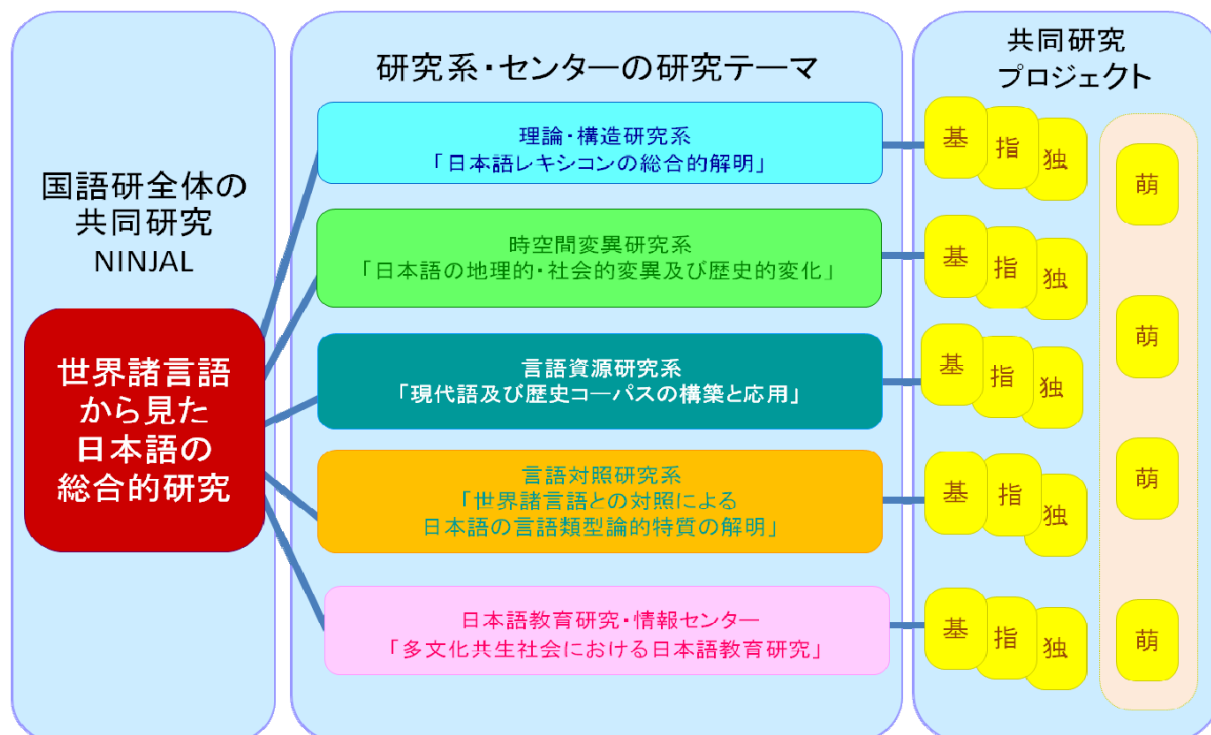 国語研全体の
共同研究
NINJAL
世界諸言語
から見た
日本語の
総合的研究
研究系・センターの研究テーマ
理論・構造研究系
「日本語レキシコンの総合的解明」
時空間変異研究系
「日本語の地理的・社会的変異及び歴史的変化」
言語資源研究系
「現代語及び歴史コーパスの構築と応用」
言語対照研究系
「世界諸言語との対照による
日本語の言語類型論的特質の解明」
日本語教育研究・情報センター
「多文化共生社会における日本語教育研究」
共同研究
プロジェクト
基 指 独
基 指 独
基 指 独
基 指 独
基 指 独
萌
萌
萌
萌